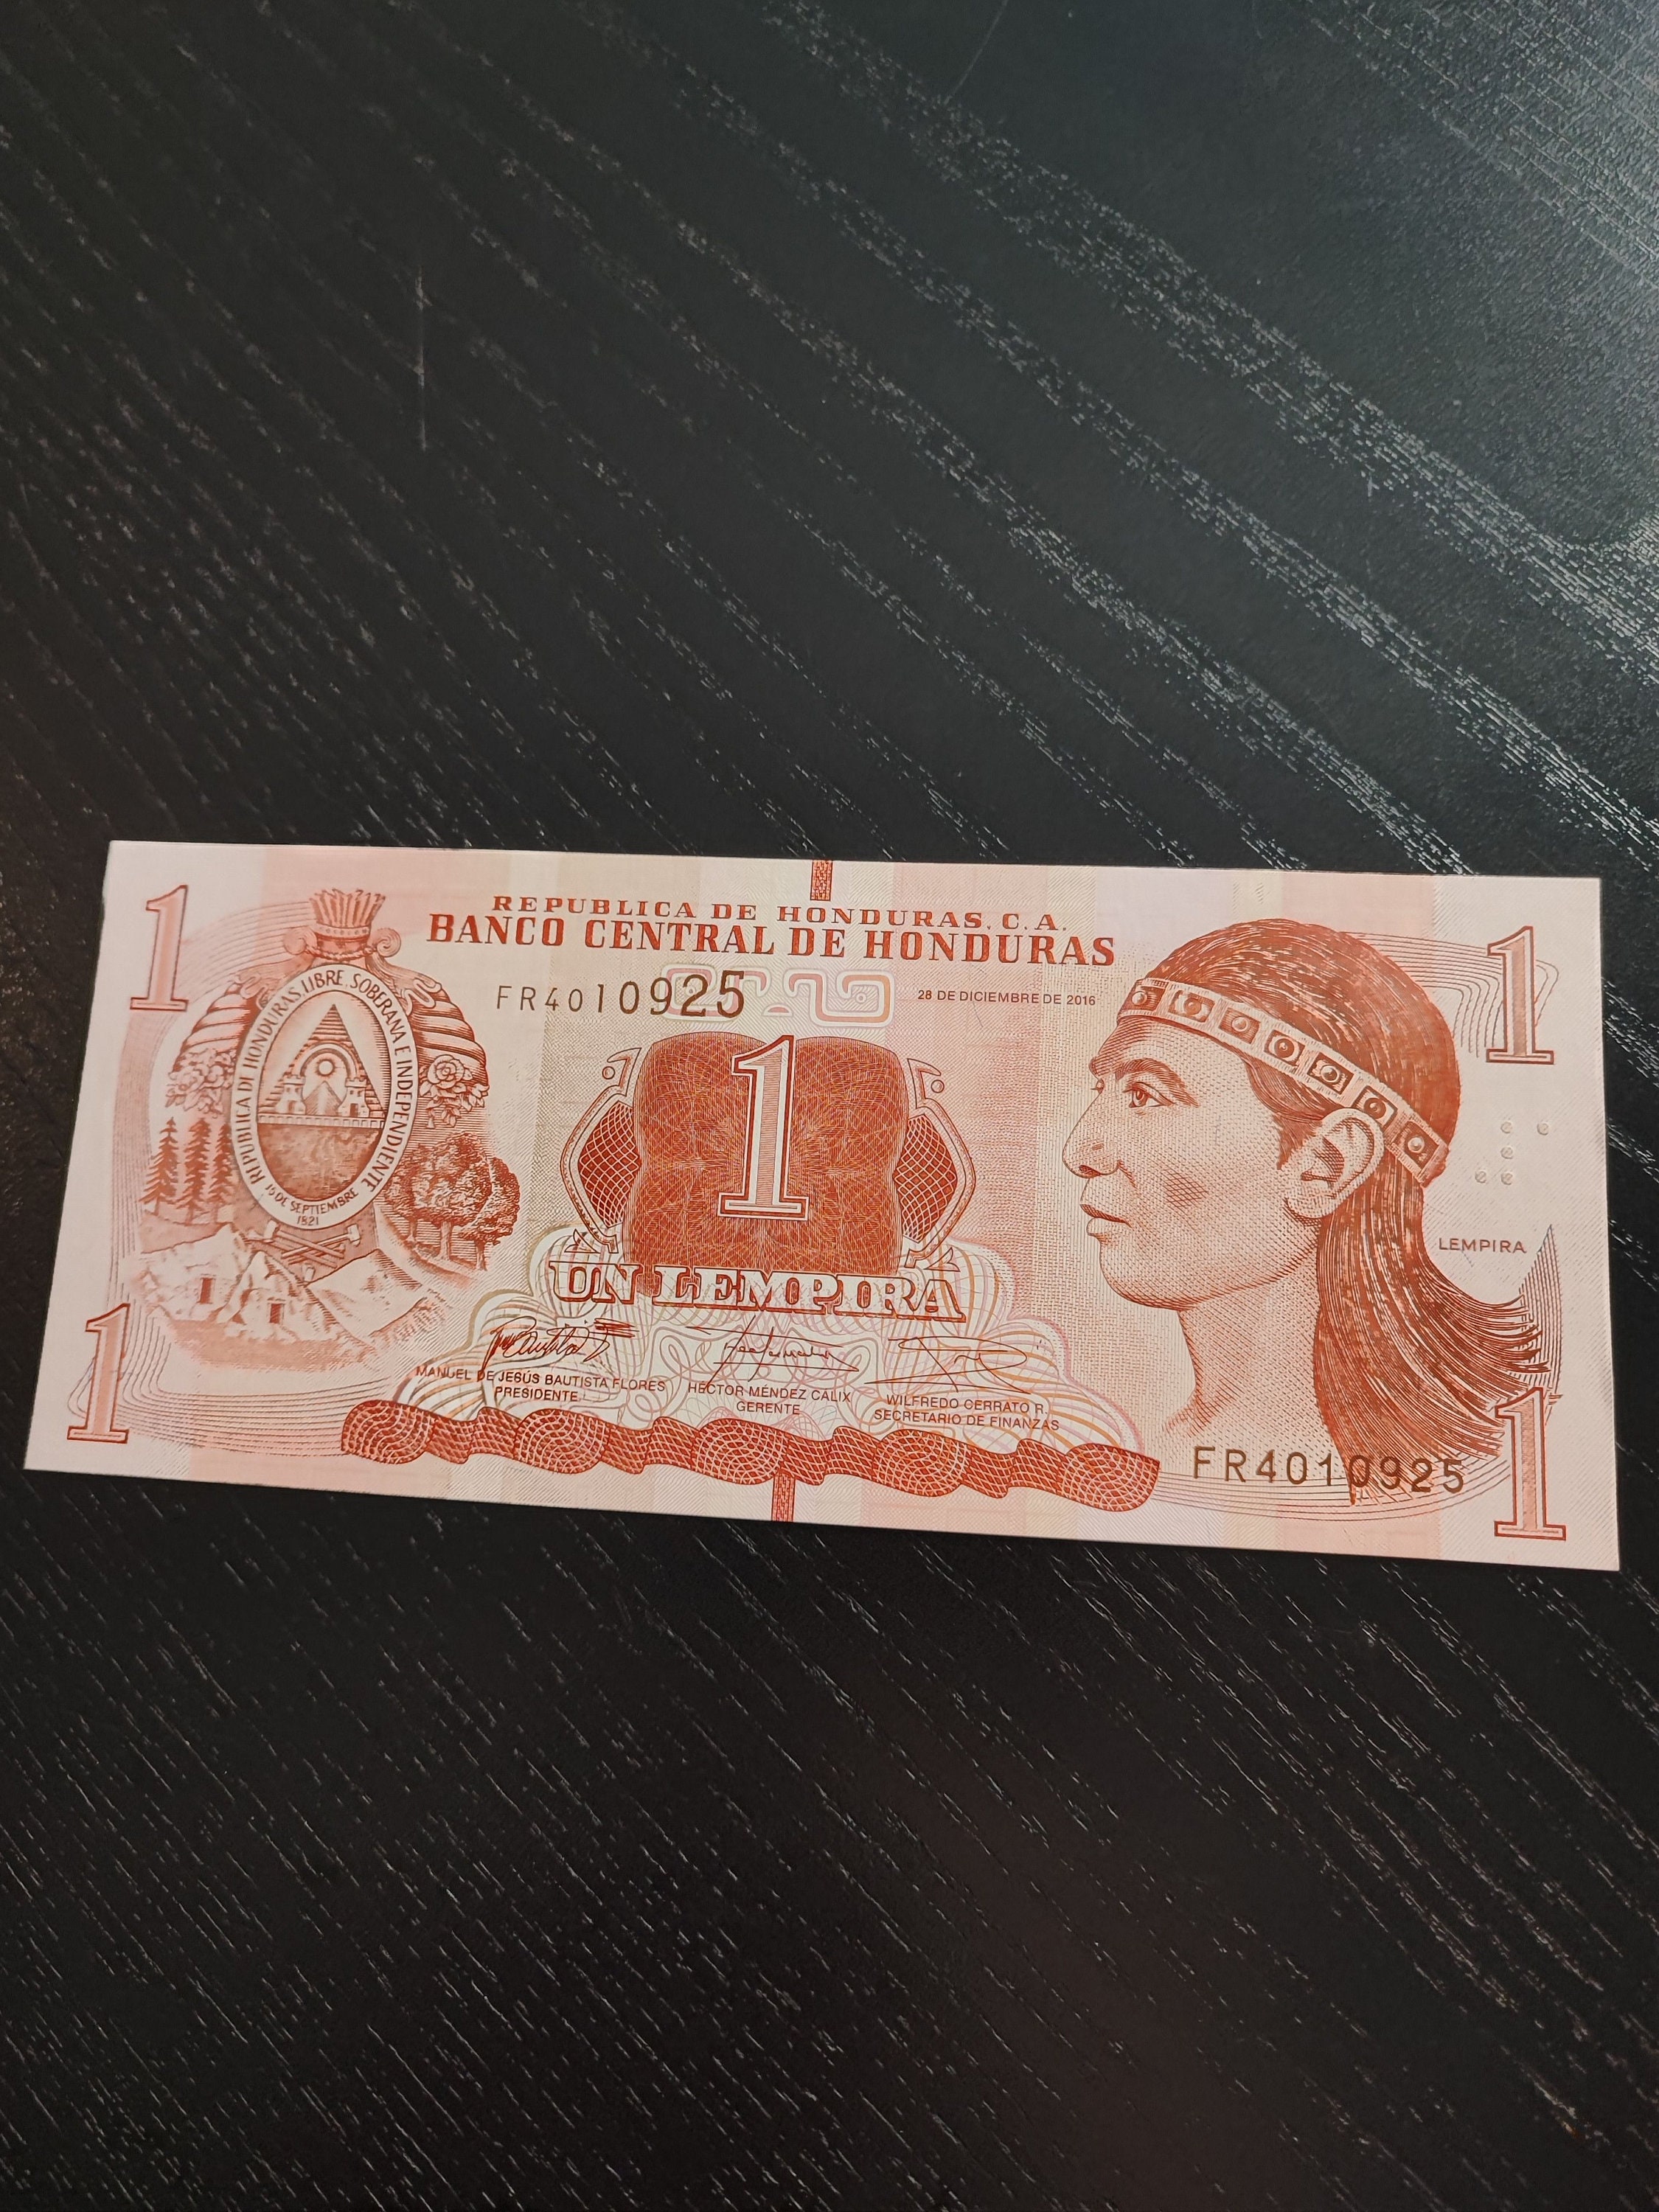 1
REPUBLICA DE HONDURAS, C.A.
BANCO CENTRAL DE HONDURAS
1
FR4010925
28 DE DICIEMBRE DE 2016
REPUBLICA DE HONDURAS, LIBRE, SOBERANA E INDEPENDIENTE
15 DE SEPTIEMBRE
1821
1
LEMPIRA
UN LEMPIRA
1
MANUEL DE JESÚS BAUTISTA FLORES
PRESIDENTE
HÉCTOR MÉNDEZ CALIX
GERENTE
WILFREDO CERRATO R.
SECRETARIO DE FINANZAS
FR4010925
1